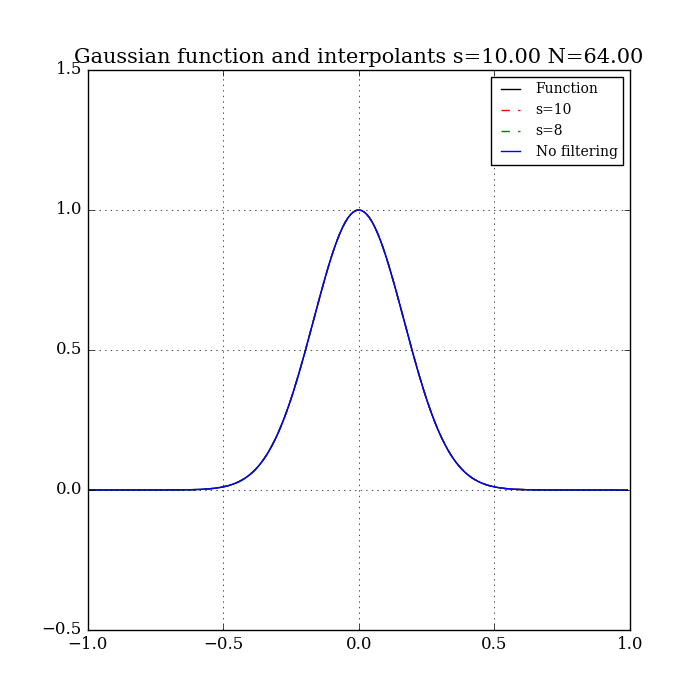 Gaussian function and interpolants s=10.00 N=64.00
1.5
Function
s=10
s=8
No filtering
1.0
0.5
0.0
−0.5
−1.0 −0.5 0.0 0.5 1.0